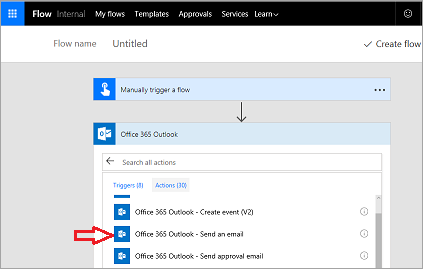 Flow Internal My flows Templates Approvals Services Learn
Flow name Untitled Create flow
Manually trigger a flow
Office 365 Outlook
Search all actions
Triggers (8) Actions (30)
Office 365 Outlook - Create event (V2)
Office 365 Outlook - Send an email
Office 365 Outlook - Send approval email